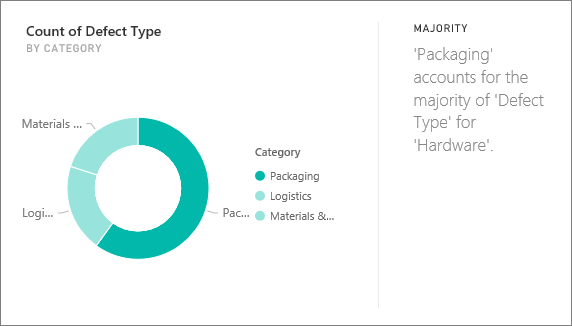 Count of Defect Type
BY CATEGORY
Materials ...
Logi...
Pac...
Category
Packaging
Logistics
Materials &...
MAJORITY
'Packaging'
accounts for the
majority of 'Defect
Type' for
'Hardware'.